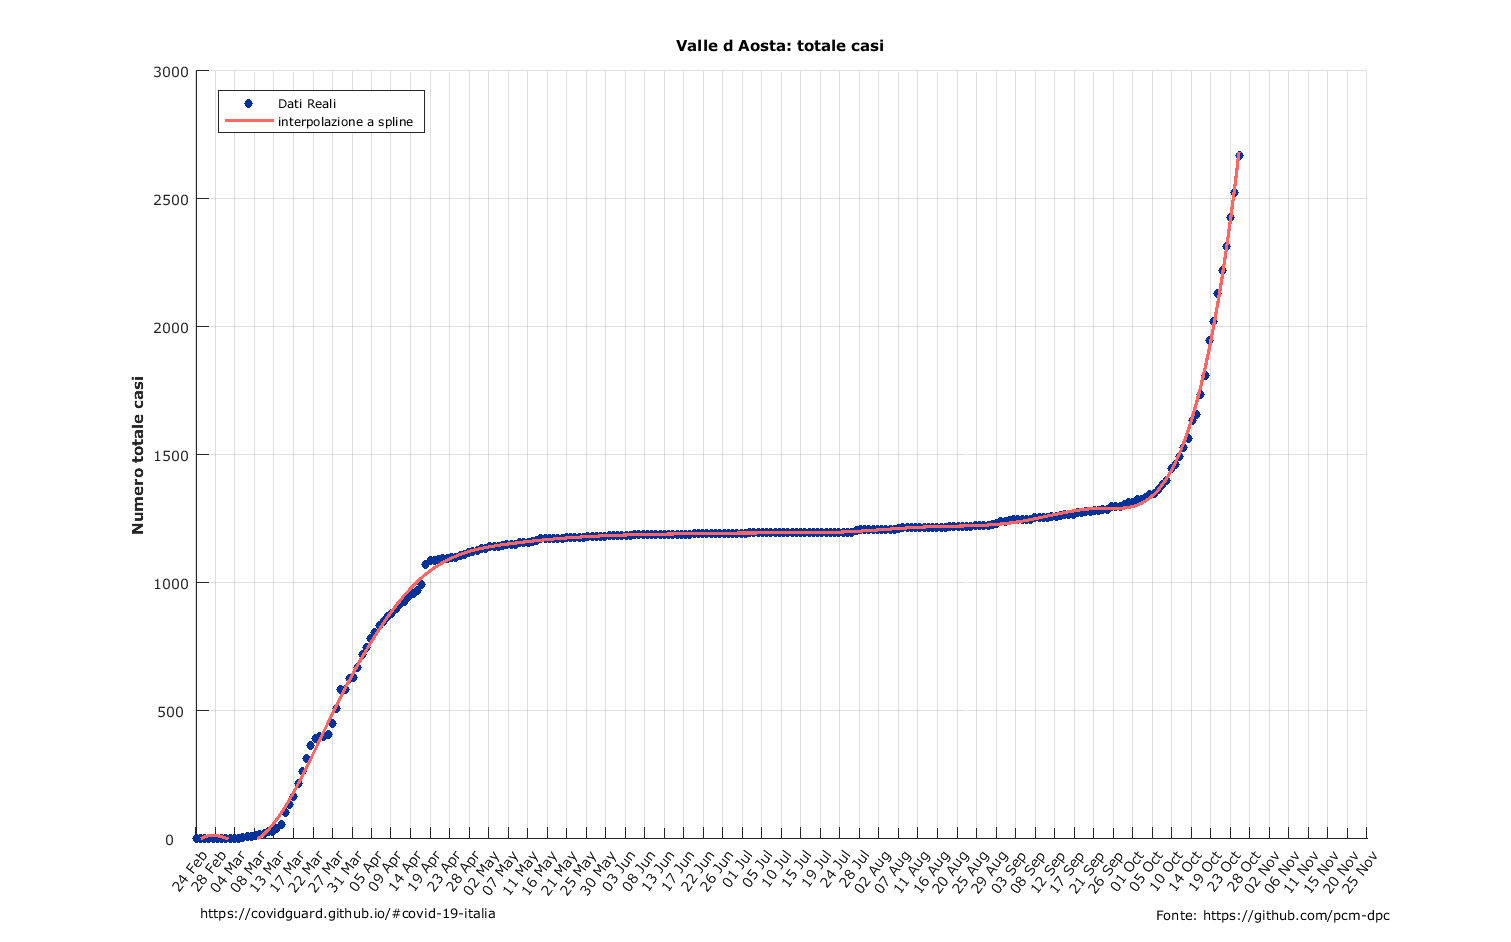 Valle d Aosta: totale casi
Numero totale casi
3000
2500
2000
1500
1000
500
0
Dati Reali
interpolazione a spline
24 Feb
28 Feb
04 Mar
08 Mar
13 Mar
17 Mar
22 Mar
27 Mar
31 Mar
05 Apr
09 Apr
14 Apr
19 Apr
23 Apr
28 Apr
02 May
07 May
11 May
16 May
21 May
25 May
30 May
03 Jun
08 Jun
13 Jun
17 Jun
22 Jun
26 Jun
01 Jul
05 Jul
10 Jul
15 Jul
19 Jul
24 Jul
28 Jul
02 Aug
07 Aug
11 Aug
16 Aug
20 Aug
25 Aug
29 Aug
03 Sep
08 Sep
12 Sep
17 Sep
21 Sep
26 Sep
01 Oct
05 Oct
10 Oct
14 Oct
19 Oct
23 Oct
28 Oct
02 Nov
06 Nov
11 Nov
15 Nov
20 Nov
25 Nov
https://covidguard.github.io/#covid-19-italia
Fonte: https://github.com/pcm-dpc